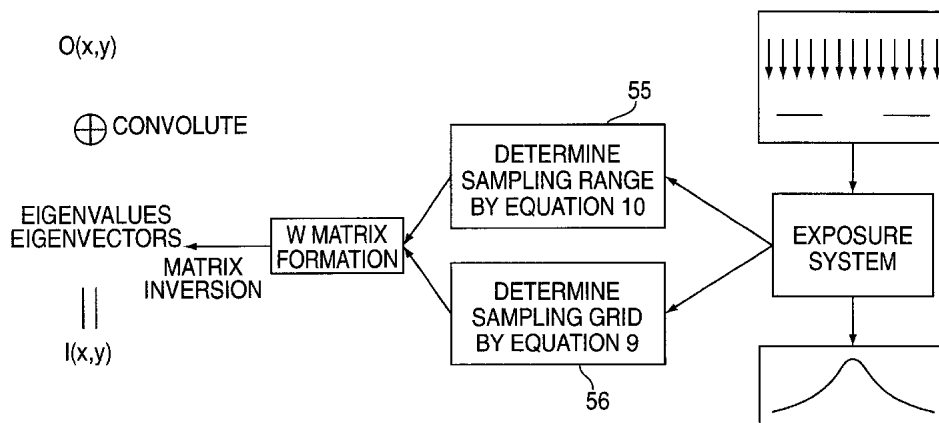 O(x,y)
⊕ CONVOLUTE
EIGENVALUES
EIGENVECTORS
MATRIX
INVERSION
||
I(x,y)
W MATRIX
FORMATION
55
DETERMINE
SAMPLING RANGE
BY EQUATION 10
DETERMINE
SAMPLING GRID
BY EQUATION 9
56
EXPOSURE
SYSTEM